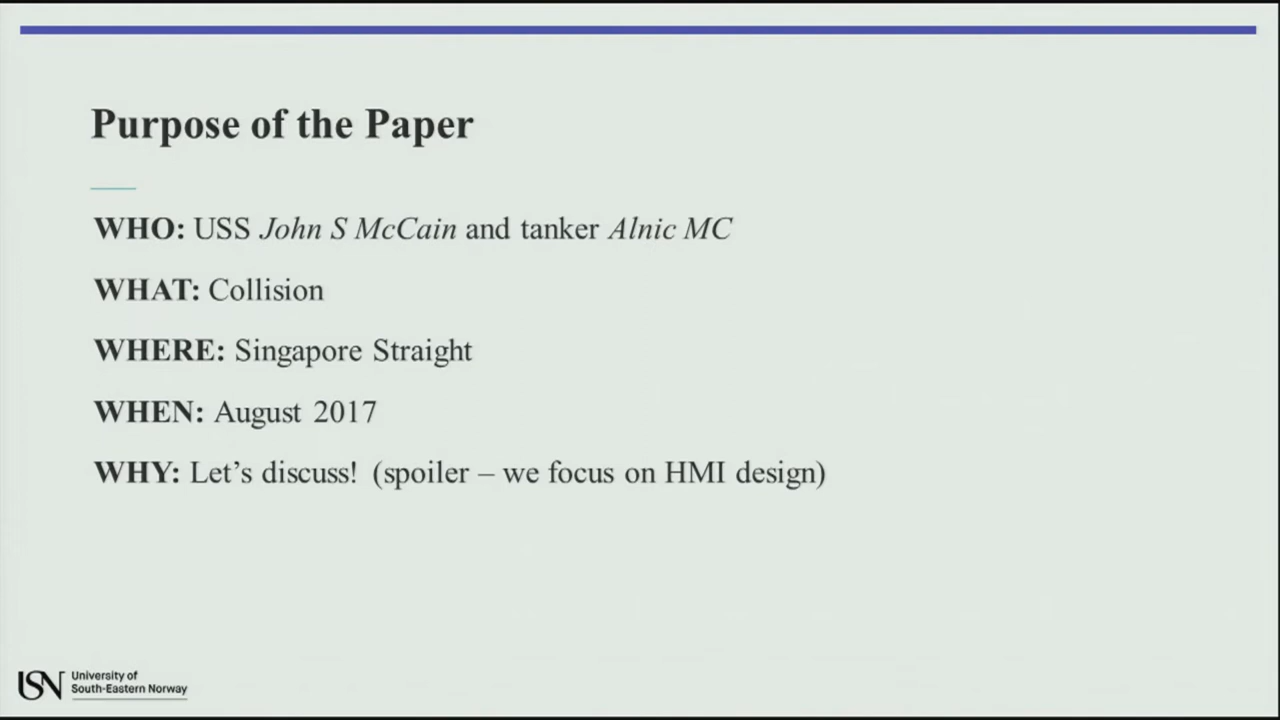 Purpose of the Paper
WHO: USS John S McCain and tanker Alnic MC
WHAT: Collision
WHERE: Singapore Straight
WHEN: August 2017
WHY: Let’s discuss! (spoiler – we focus on HMI design)
USN
University of
South-Eastern Norway